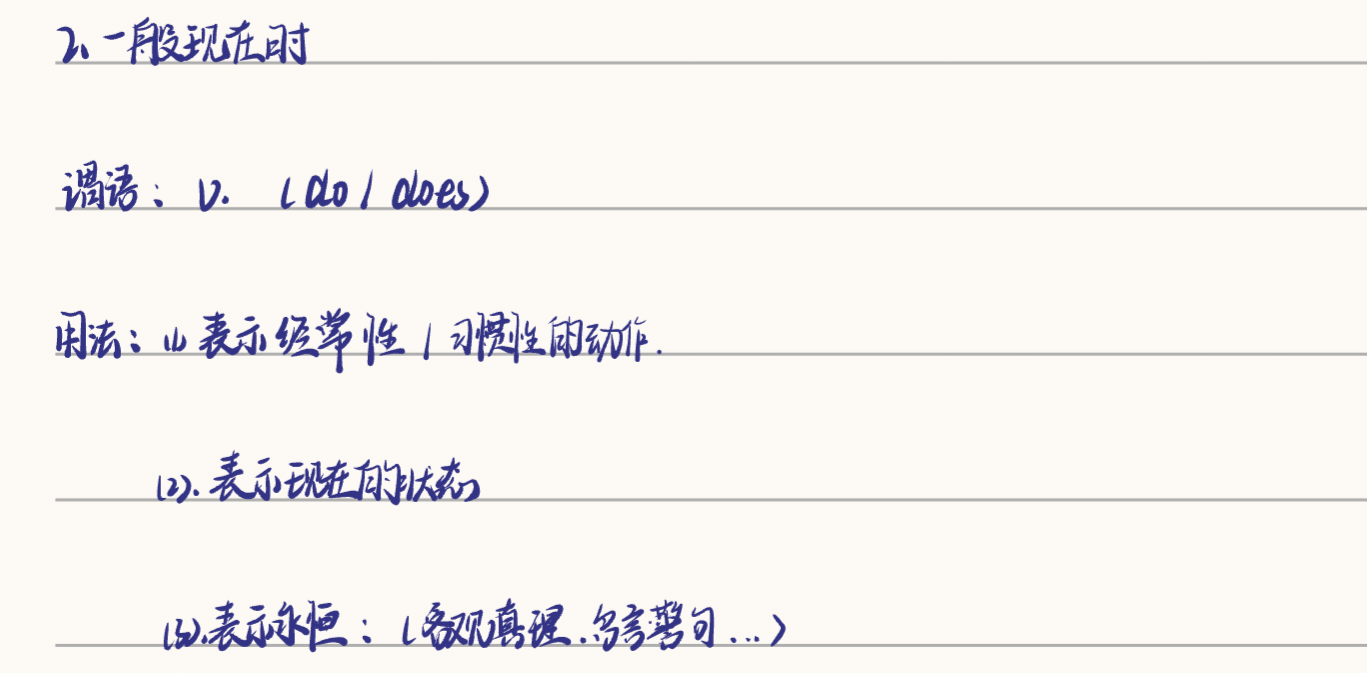 2、一般现在时
谓语：v. (do / does)
用法：(1) 表示经常性 / 习惯性的动作.
(2). 表示现在的状态
(3).表示永恒：(客观真理.名言警句...)